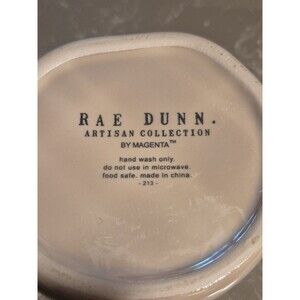 RAE DUNN.
ARTISAN COLLECTION
BY MAGENTA™
hand wash only.
do not use in microwave.
food safe. made in china.
- 213 -